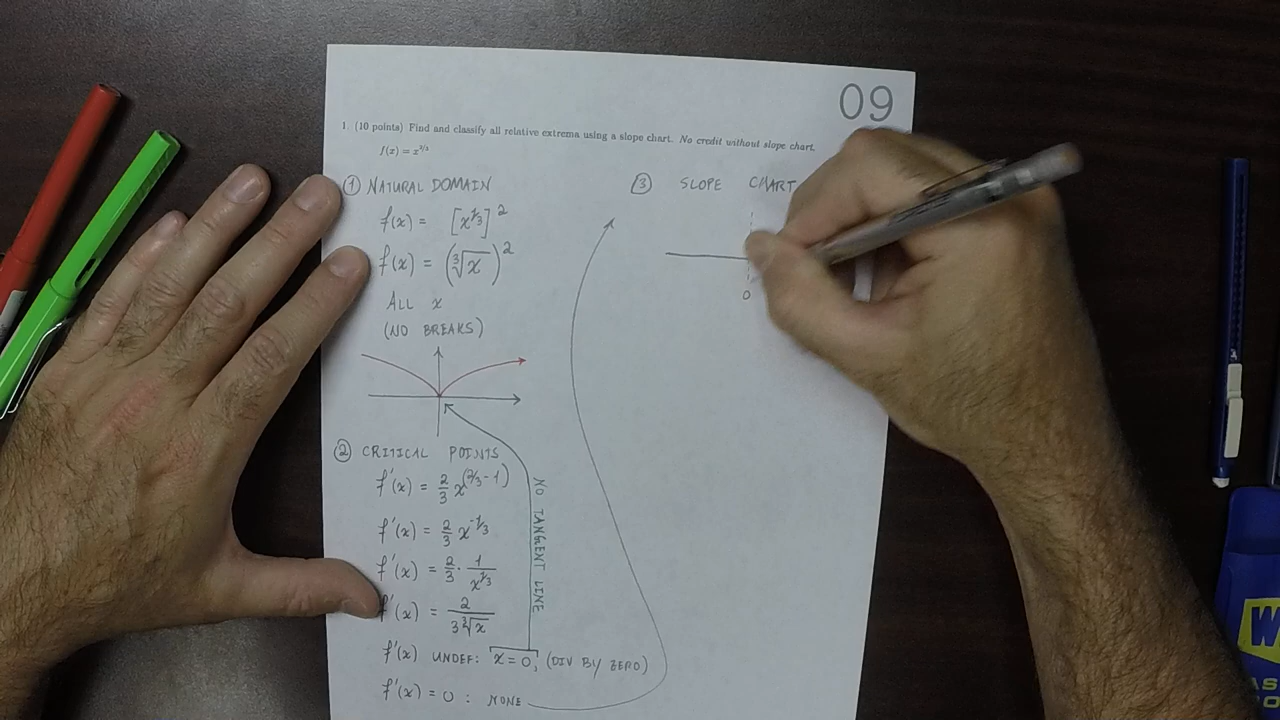 09
1. (10 points) Find and classify all relative extrema using a slope chart. No credit without slope chart.
f(x) = x^{2/3}
① NATURAL DOMAIN
f(x) = [x^{1/3}]^2
f(x) = (∛x)^2
ALL x
(NO BREAKS)
② CRITICAL POINTS
f'(x) = 2/3 x^{(2/3 - 1)}
f'(x) = 2/3 x^{-1/3}
f'(x) = 2/3 · 1/x^{1/3}
f'(x) = 2/(3∛x)
f'(x) UNDEF: x = 0, (DIV BY ZERO)
f'(x) = 0 : NONE
NO TANGENT LINE
③ SLOPE CHART
0